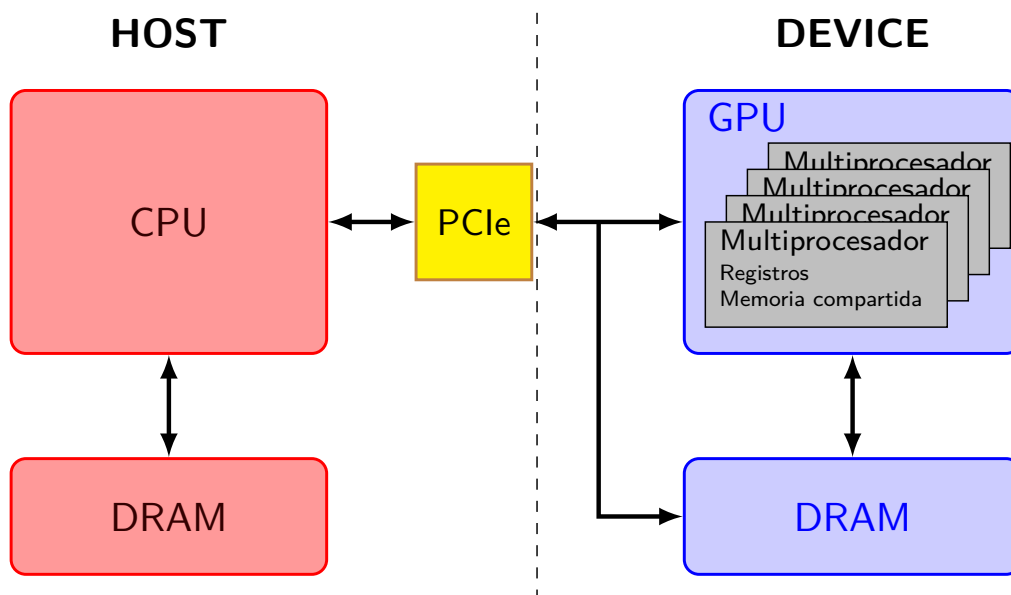 HOST
DEVICE
CPU
PCIe
GPU
Multiprocesador
Multiprocesador
Multiprocesador
Multiprocesador
Registros
Memoria compartida
DRAM
DRAM